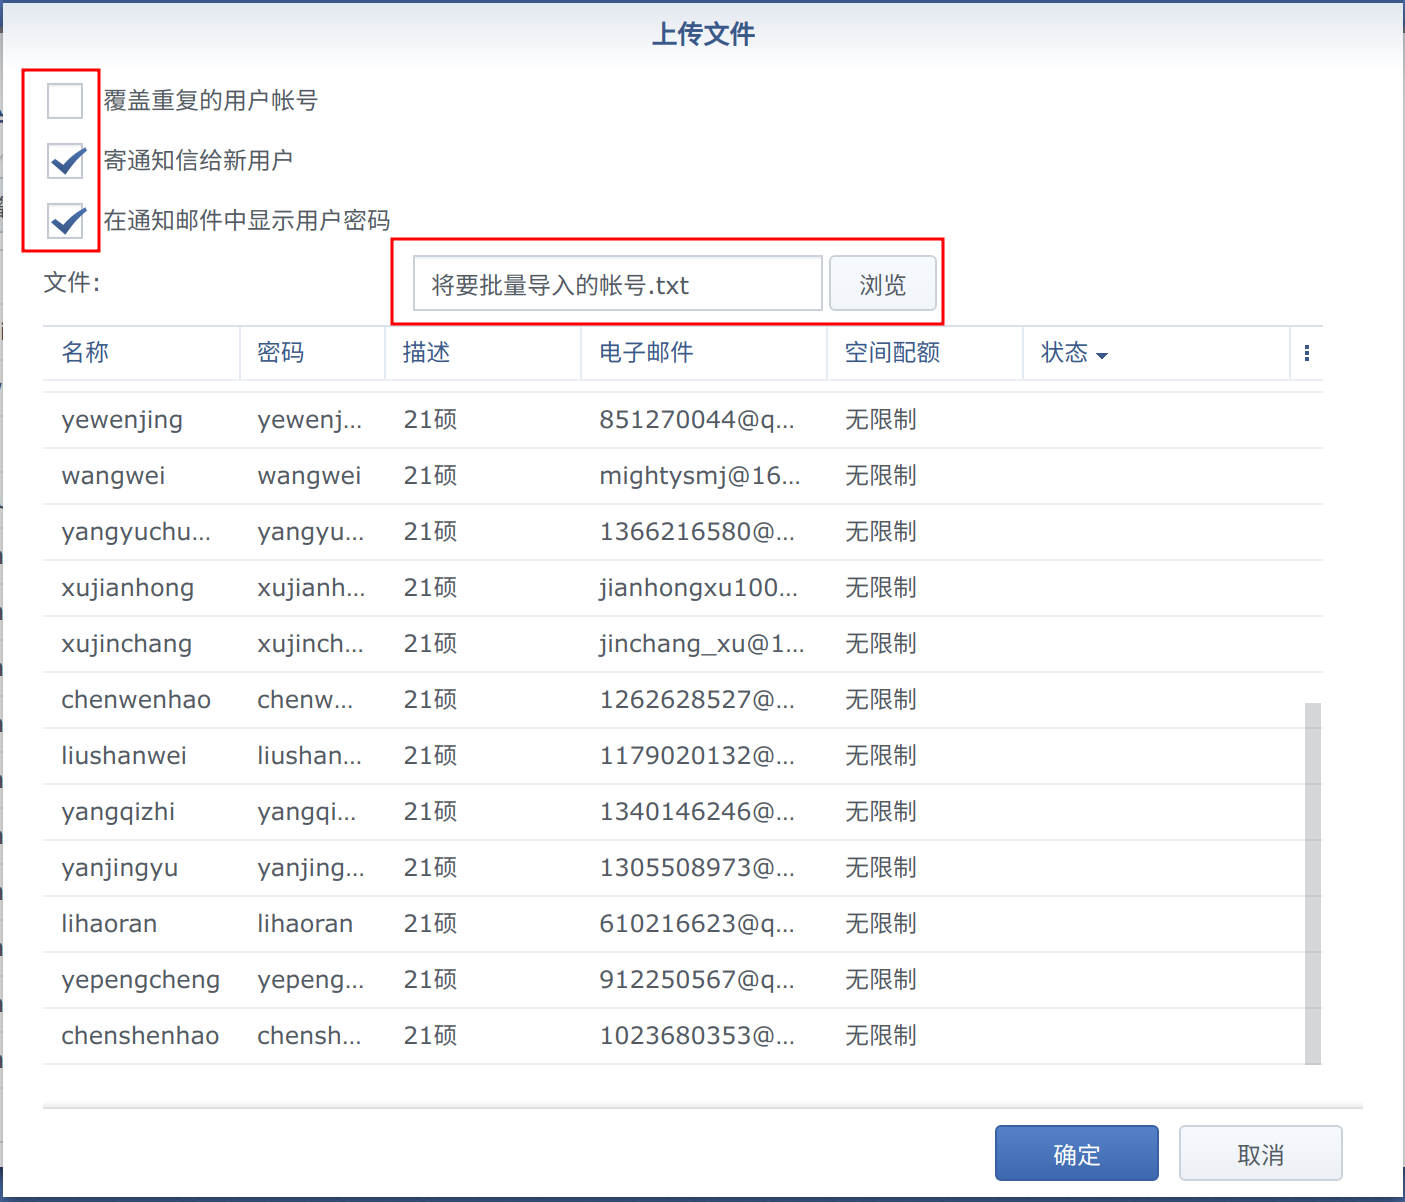 上传文件
覆盖重复的用户帐号
寄通知信给新用户
在通知邮件中显示用户密码
文件: 将要批量导入的帐号.txt 浏览
名称 密码 描述 电子邮件 空间配额 状态
yewenjing yewenj... 21硕 851270044@q... 无限制
wangwei wangwei 21硕 mightysmj@16... 无限制
yangyuchu... yangyu... 21硕 1366216580@... 无限制
xujianhong xujianh... 21硕 jianhongxu100... 无限制
xujinchang xujinch... 21硕 jinchang_xu@1... 无限制
chenwenhao chenw... 21硕 1262628527@... 无限制
liushanwei liushan... 21硕 1179020132@... 无限制
yangqizhi yangqi... 21硕 1340146246@... 无限制
yanjingyu yanjing... 21硕 1305508973@... 无限制
lihaoran lihaoran 21硕 610216623@q... 无限制
yepengcheng yepeng... 21硕 912250567@q... 无限制
chenshenhao chensh... 21硕 1023680353@... 无限制
确定 取消